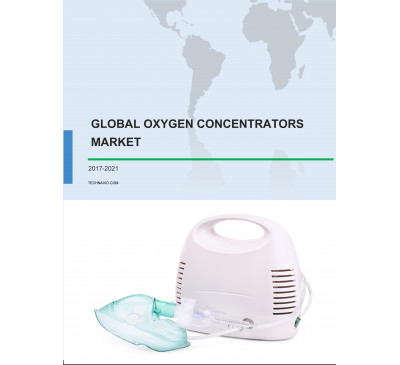 GLOBAL OXYGEN CONCENTRATORS
MARKET
2017-2021
TECHNAVIO.COM